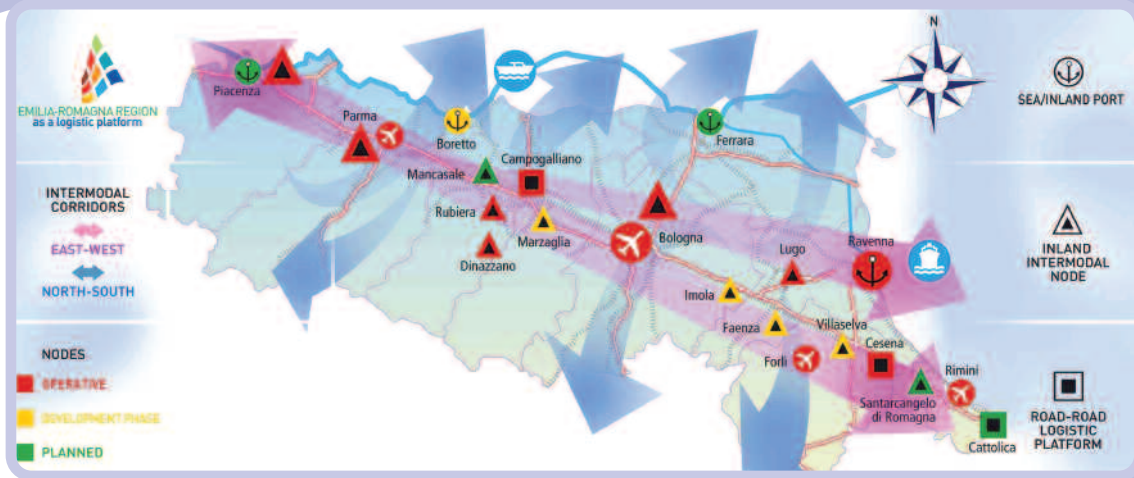 EMILIA-ROMAGNA REGION
as a logistic platform
INTERMODAL
CORRIDORS
EAST-WEST
NORTH-SOUTH
NODES
OPERATIVE
DEVELOPMENT PHASE
PLANNED
N
Piacenza
Parma
Boretto
Ferrara
Mancasale
Campogalliano
Rubiera
Marzaglia
Bologna
Dinazzano
Lugo
Ravenna
Imola
Faenza
Villaselva
Cesena
Forlì
Rimini
Santarcangelo
di Romagna
Cattolica
SEA/INLAND PORT
INLAND
INTERMODAL
NODE
ROAD-ROAD
LOGISTIC
PLATFORM